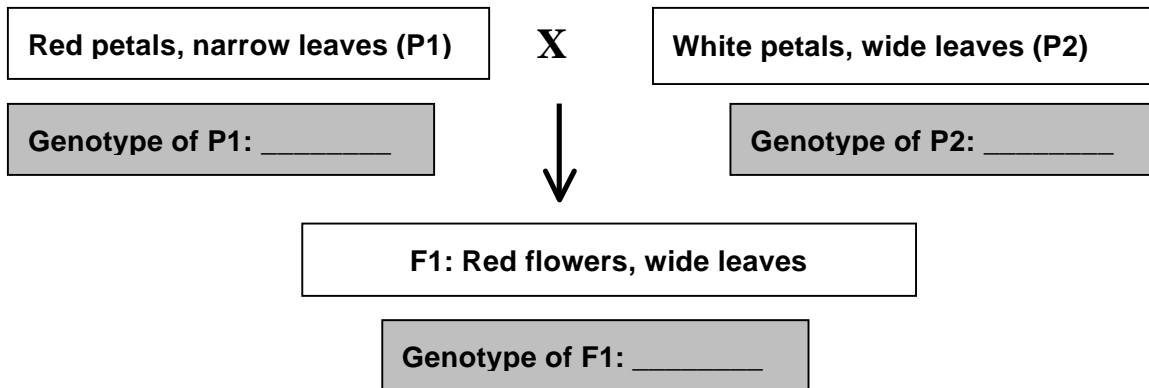 Red petals, narrow leaves (P1)
X
White petals, wide leaves (P2)
Genotype of P1: ________
Genotype of P2: ________
F1: Red flowers, wide leaves
Genotype of F1: ________